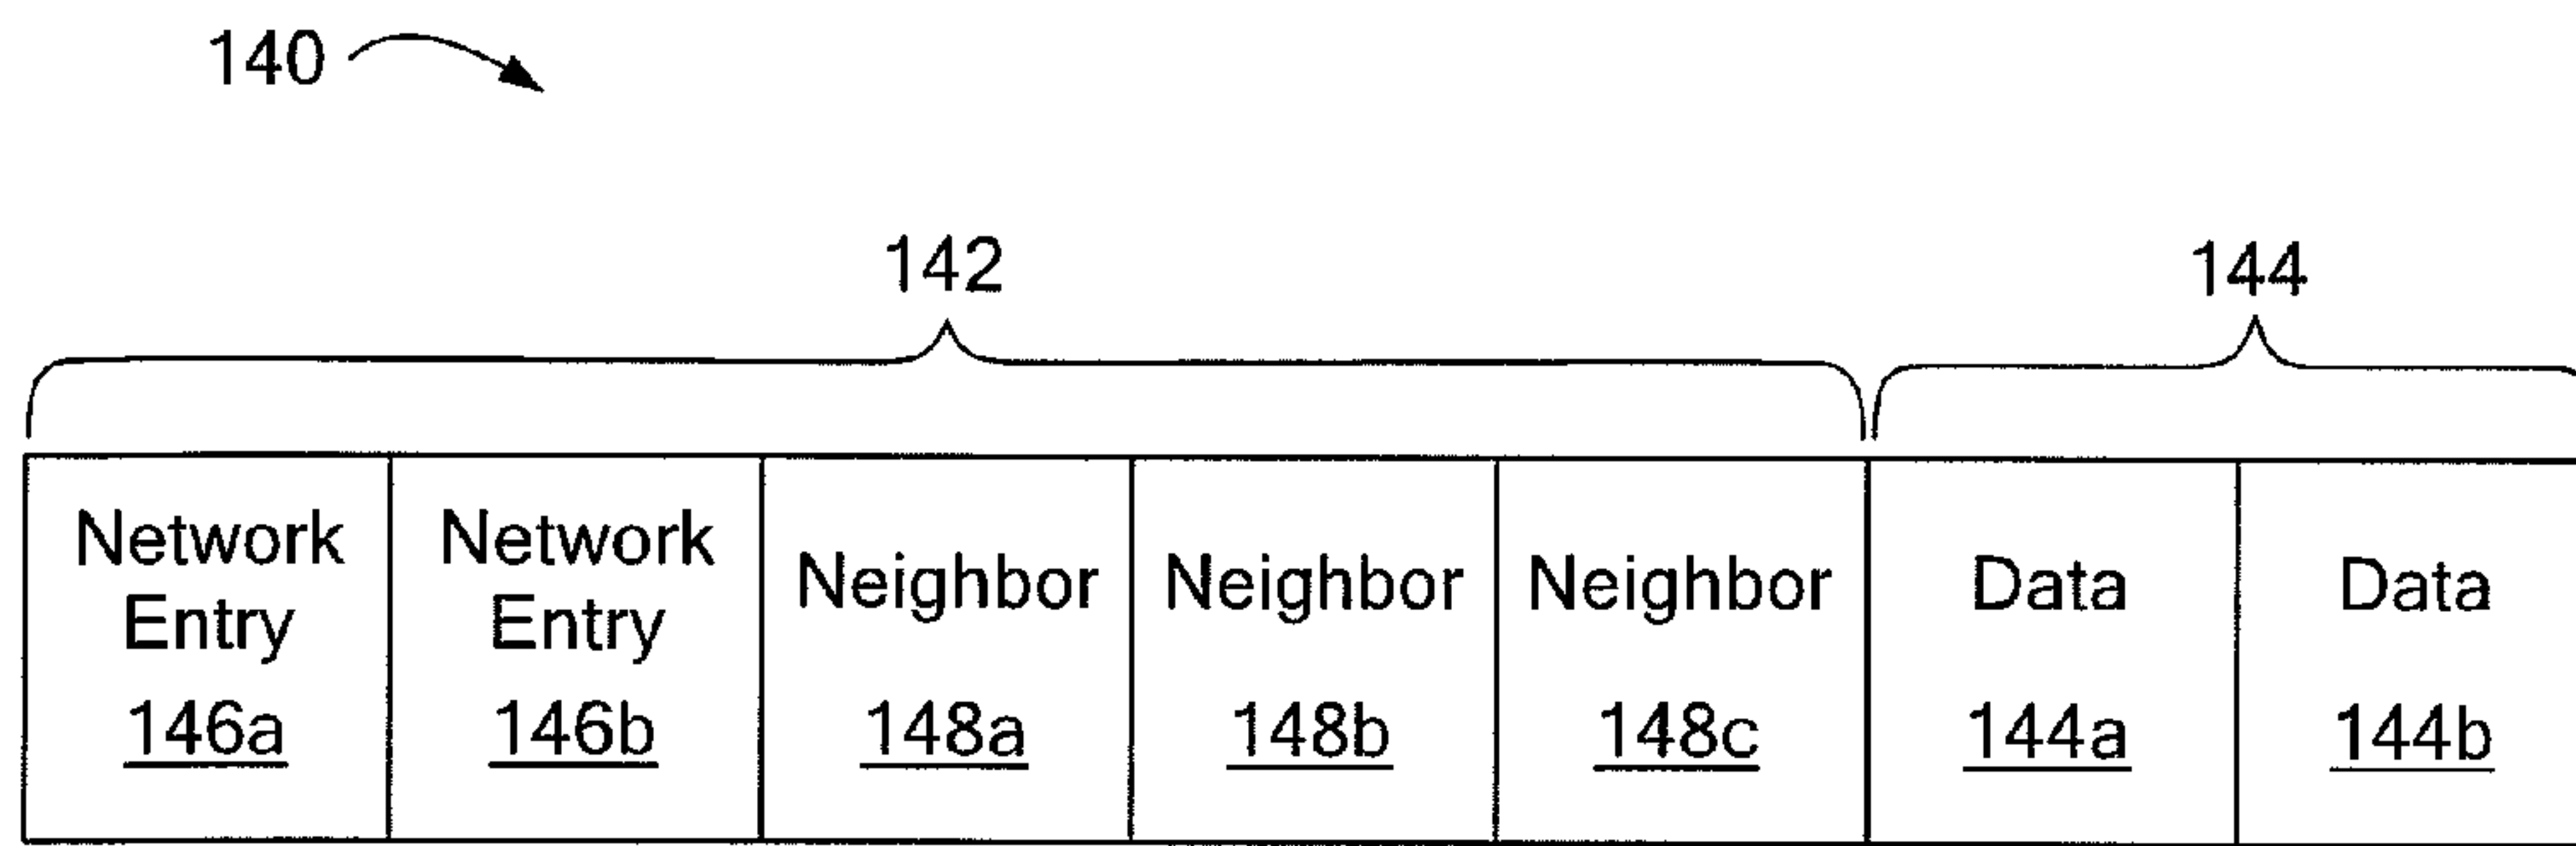 140
142
144
Network Entry 146a
Network Entry 146b
Neighbor 148a
Neighbor 148b
Neighbor 148c
Data 144a
Data 144b